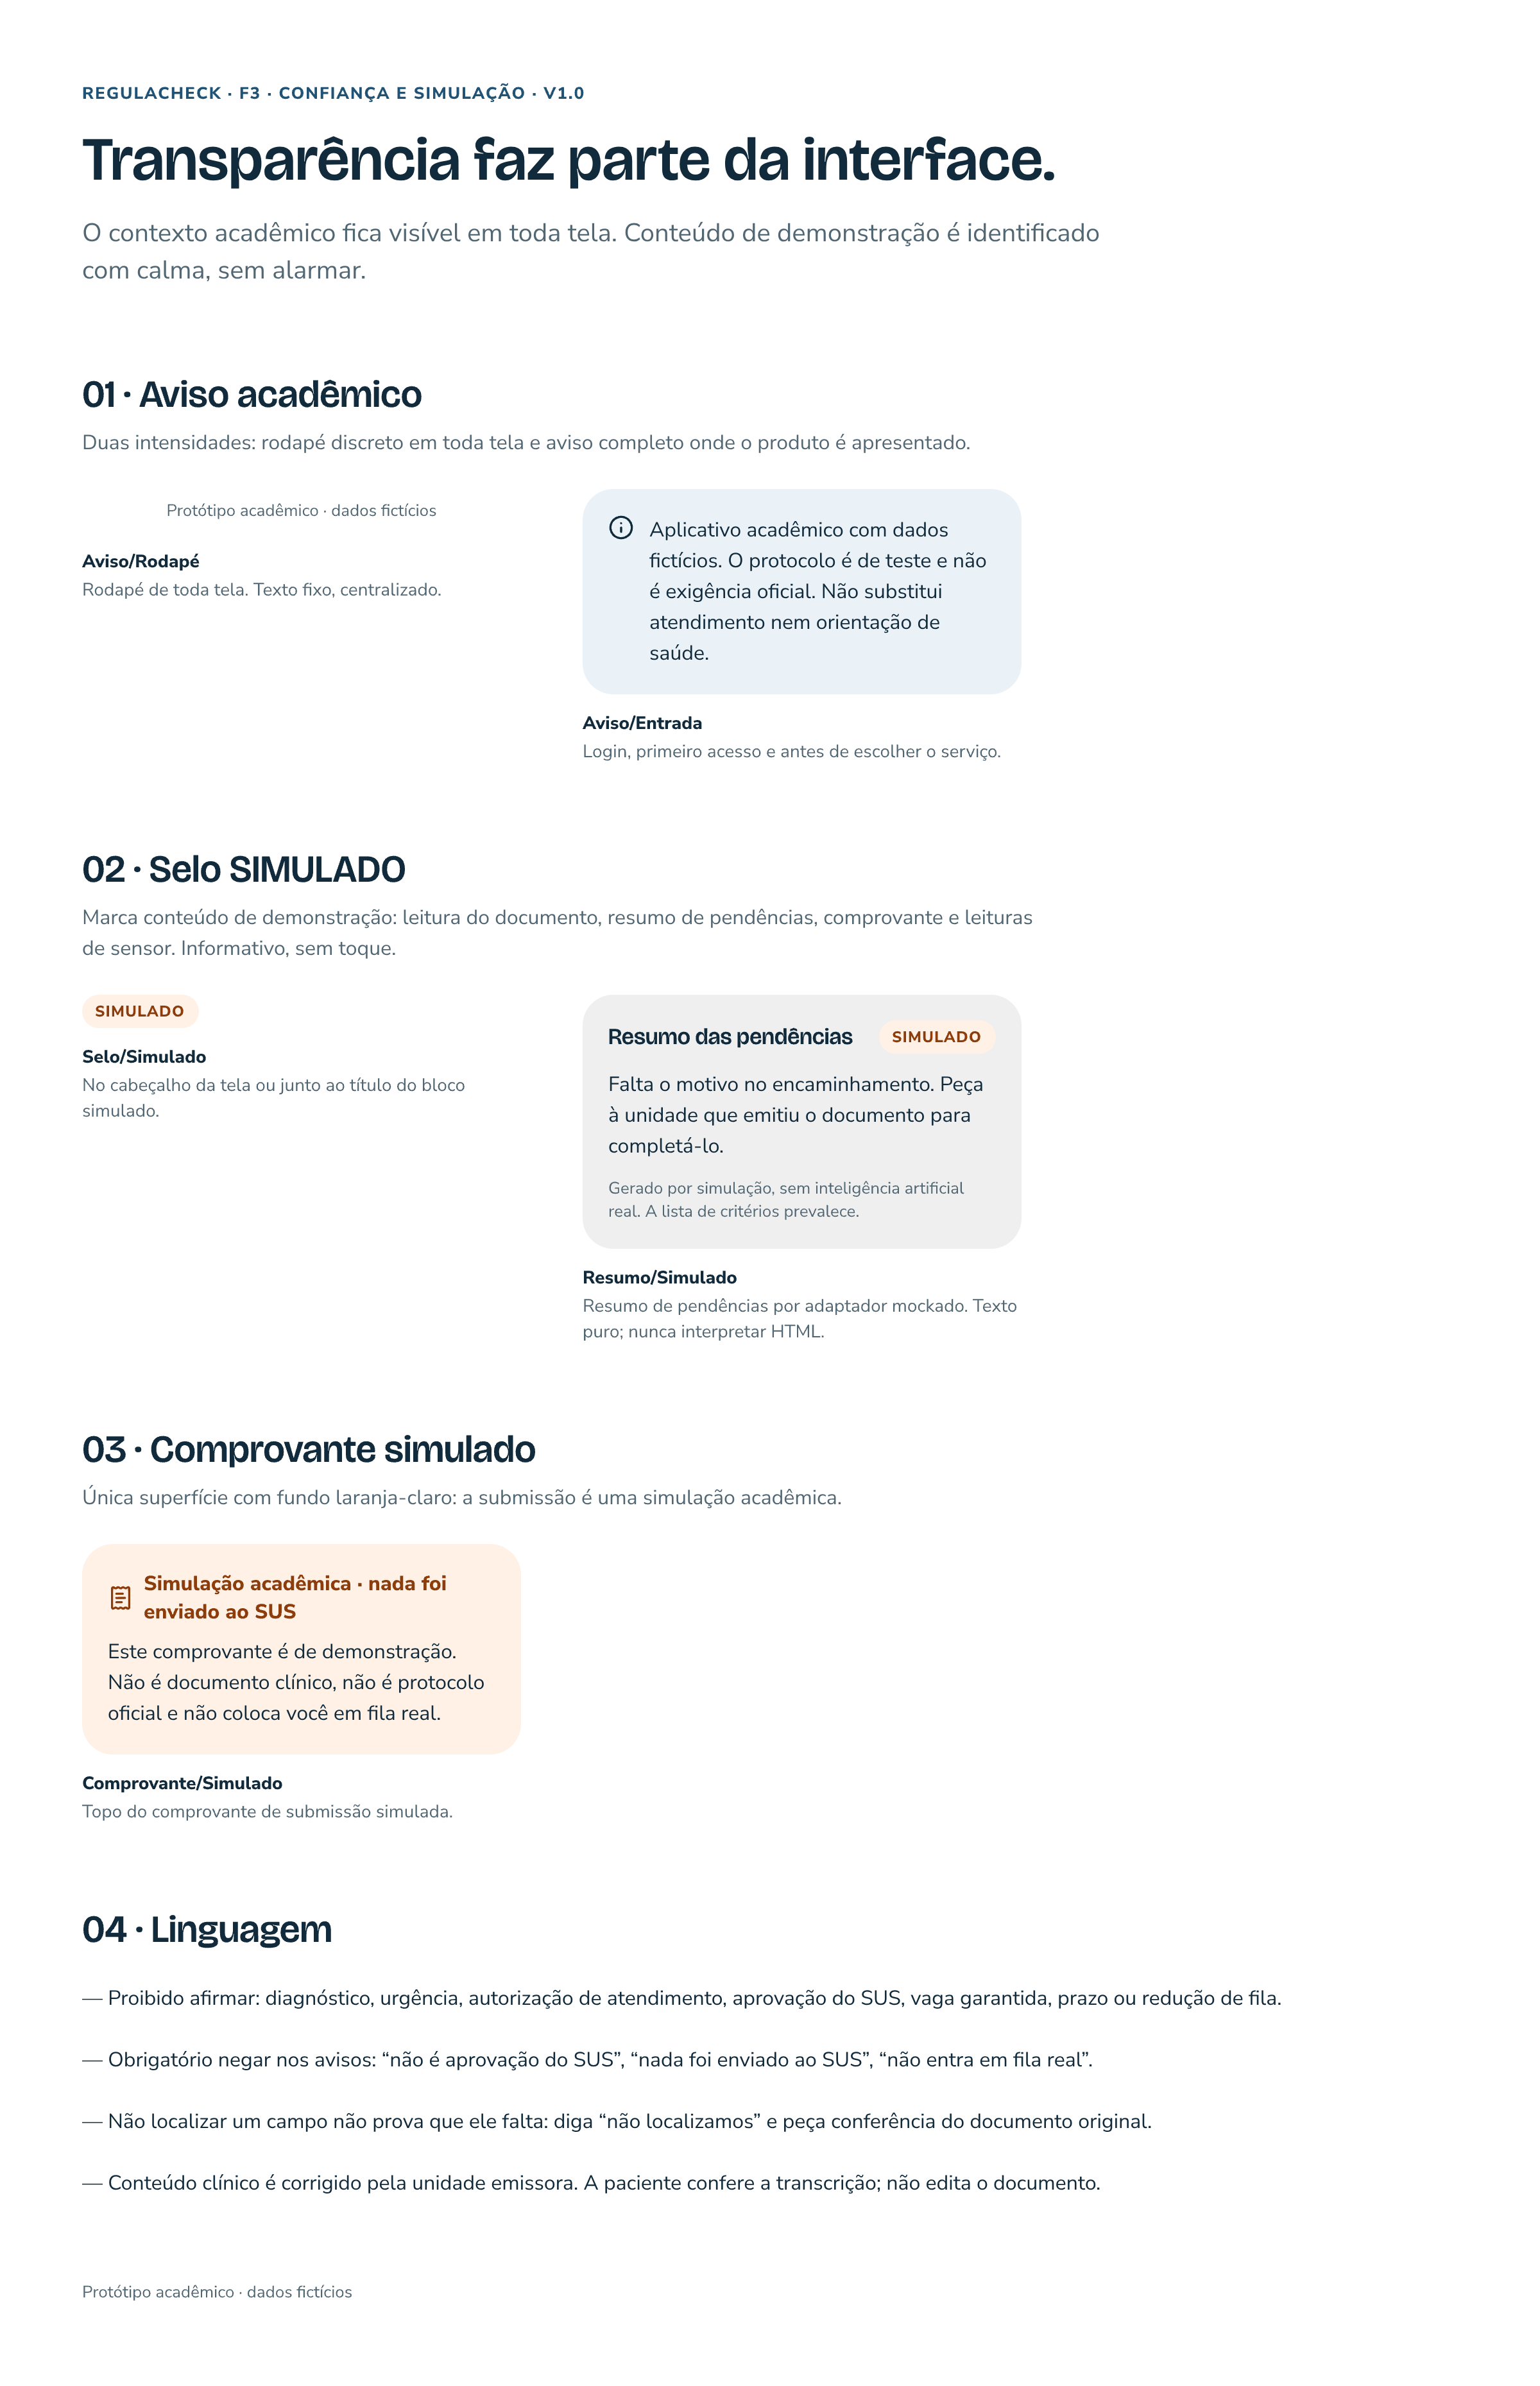 REGULACHECK · F3 · CONFIANÇA E SIMULAÇÃO · V1.0
Transparência faz parte da interface.
O contexto acadêmico fica visível em toda tela. Conteúdo de demonstração é identificado
com calma, sem alarmar.
01 · Aviso acadêmico
Duas intensidades: rodapé discreto em toda tela e aviso completo onde o produto é apresentado.
Protótipo acadêmico · dados fictícios
Aviso/Rodapé
Rodapé de toda tela. Texto fixo, centralizado.
Aplicativo acadêmico com dados
fictícios. O protocolo é de teste e não
é exigência oficial. Não substitui
atendimento nem orientação de
saúde.
Aviso/Entrada
Login, primeiro acesso e antes de escolher o serviço.
02 · Selo SIMULADO
Marca conteúdo de demonstração: leitura do documento, resumo de pendências, comprovante e leituras
de sensor. Informativo, sem toque.
SIMULADO
Selo/Simulado
No cabeçalho da tela ou junto ao título do bloco
simulado.
Resumo das pendências SIMULADO
Falta o motivo no encaminhamento. Peça
à unidade que emitiu o documento para
completá-lo.
Gerado por simulação, sem inteligência artificial
real. A lista de critérios prevalece.
Resumo/Simulado
Resumo de pendências por adaptador mockado. Texto
puro; nunca interpretar HTML.
03 · Comprovante simulado
Única superfície com fundo laranja-claro: a submissão é uma simulação acadêmica.
Simulação acadêmica · nada foi
enviado ao SUS
Este comprovante é de demonstração.
Não é documento clínico, não é protocolo
oficial e não coloca você em fila real.
Comprovante/Simulado
Topo do comprovante de submissão simulada.
04 · Linguagem
— Proibido afirmar: diagnóstico, urgência, autorização de atendimento, aprovação do SUS, vaga garantida, prazo ou redução de fila.
— Obrigatório negar nos avisos: “não é aprovação do SUS”, “nada foi enviado ao SUS”, “não entra em fila real”.
— Não localizar um campo não prova que ele falta: diga “não localizamos” e peça conferência do documento original.
— Conteúdo clínico é corrigido pela unidade emissora. A paciente confere a transcrição; não edita o documento.
Protótipo acadêmico · dados fictícios